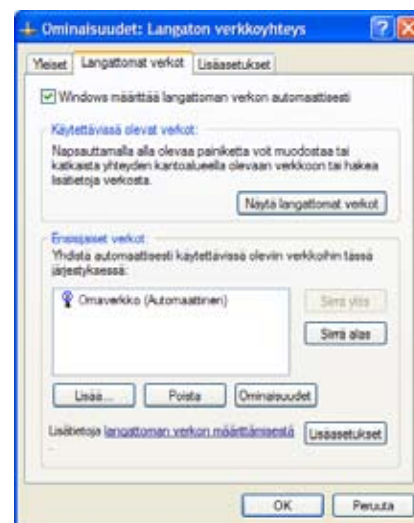 Ominaisuudet: Langaton verkkoyhteys
Yleiset Langattomat verkot Lisäasetukset
Windows määrittää langattoman verkon automaattisesti
Käytettävissä olevat verkot:
Napsauttamalla alla olevaa painiketta voit muodostaa tai
katkaista yhteyden kantoalueella olevaan verkkoon tai hakea
lisätietoja verkosta.
Näytä langattomat verkot
Ensisijaiset verkot:
Yhdistä automaattisesti käytettävissä oleviin verkkoihin tässä
järjestyksessä:
Omaverkko (Automaattinen)
Siirrä ylös
Siirrä alas
Lisää... Poista Ominaisuudet
Lisätietoja langattoman verkon määrittämisestä
.
Lisäasetukset
OK Peruuta